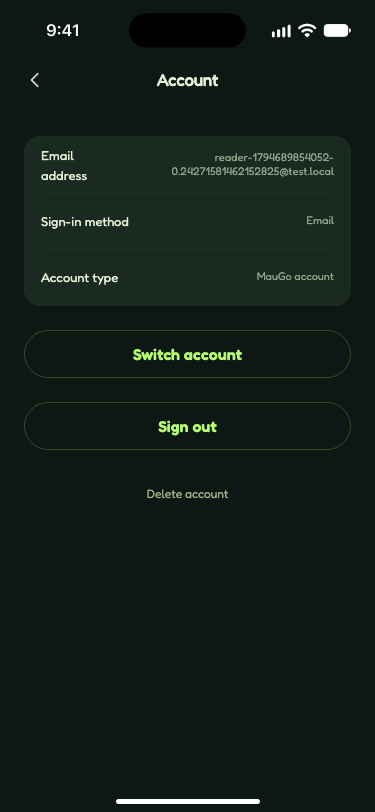 9:41
Account
Email
address
reader-1794689854052-
0.24271581462152825@test.local
Sign-in method
Email
Account type
MauGo account
Switch account
Sign out
Delete account